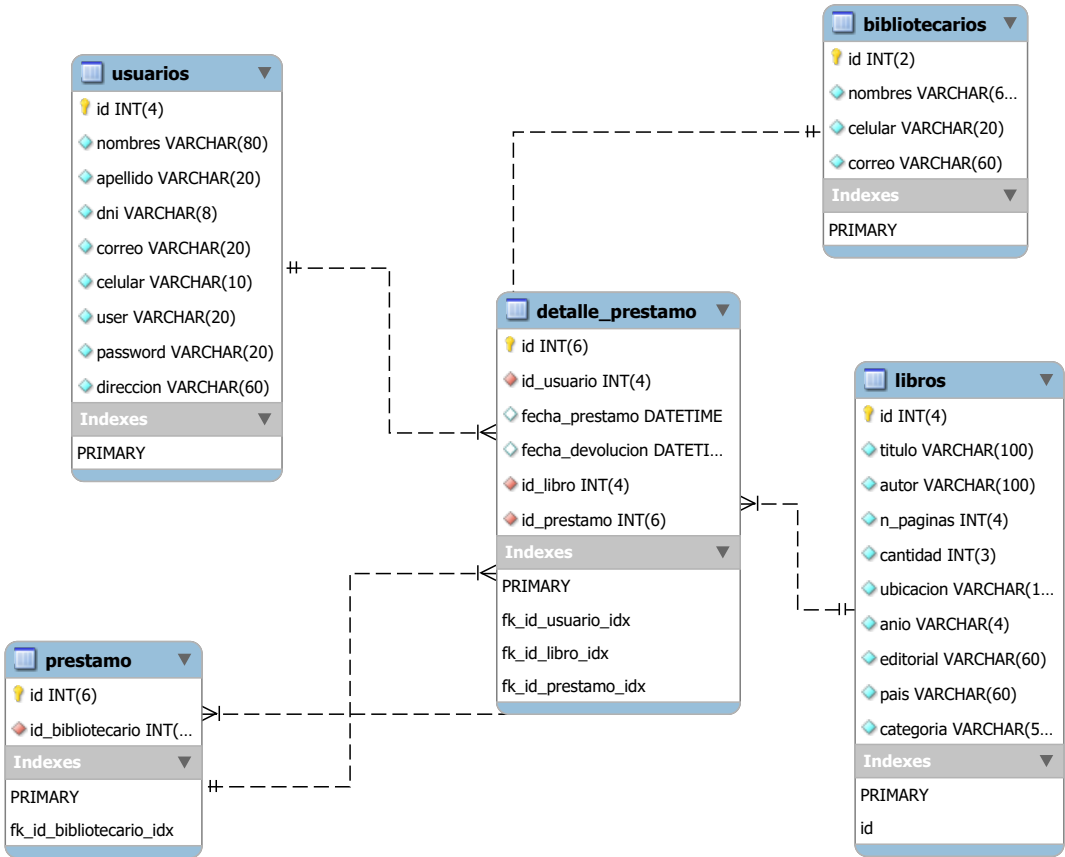 usuarios
id INT(4)
nombres VARCHAR(80)
apellido VARCHAR(20)
dni VARCHAR(8)
correo VARCHAR(20)
celular VARCHAR(10)
user VARCHAR(20)
password VARCHAR(20)
direccion VARCHAR(60)
Indexes
PRIMARY
bibliotecarios
id INT(2)
nombres VARCHAR(6...
celular VARCHAR(20)
correo VARCHAR(60)
Indexes
PRIMARY
detalle_prestamo
id INT(6)
id_usuario INT(4)
fecha_prestamo DATETIME
fecha_devolucion DATETI...
id_libro INT(4)
id_prestamo INT(6)
Indexes
PRIMARY
fk_id_usuario_idx
fk_id_libro_idx
fk_id_prestamo_idx
libros
id INT(4)
titulo VARCHAR(100)
autor VARCHAR(100)
n_paginas INT(4)
cantidad INT(3)
ubicacion VARCHAR(1...
anio VARCHAR(4)
editorial VARCHAR(60)
pais VARCHAR(60)
categoria VARCHAR(5...
Indexes
PRIMARY
id
prestamo
id INT(6)
id_bibliotecario INT(...
Indexes
PRIMARY
fk_id_bibliotecario_idx